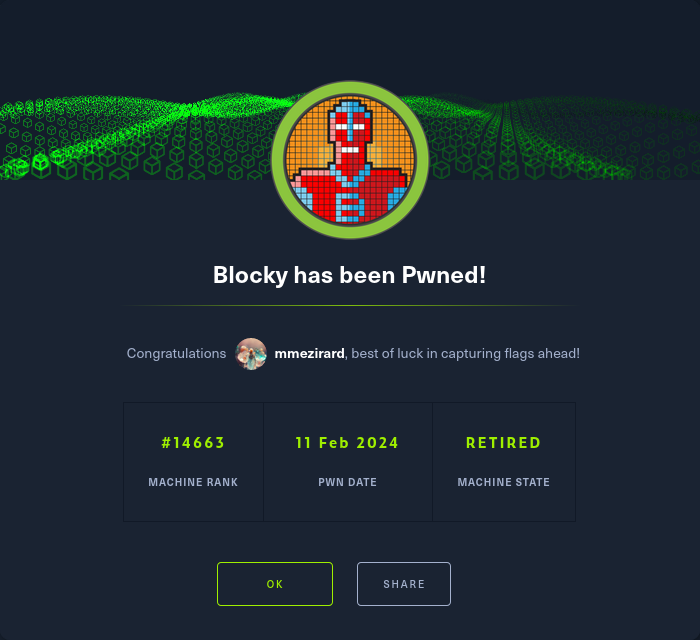 Blocky has been Pwned!
Congratulations mmezirard, best of luck in capturing flags ahead!
#14663 11 Feb 2024 RETIRED
MACHINE RANK PWN DATE MACHINE STATE
OK SHARE